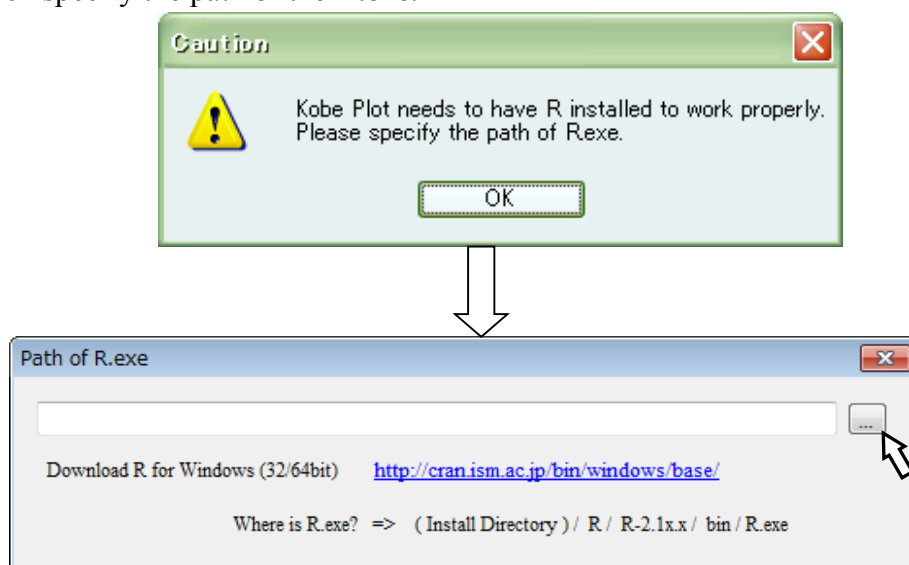 Caution
Kobe Plot needs to have R installed to work properly.
Please specify the path of R.exe.
OK
Path of R.exe
...
Download R for Windows (32/64bit) http://cran.ism.ac.jp/bin/windows/base/
Where is R.exe? => ( Install Directory ) / R / R-2.1x.x / bin / R.exe